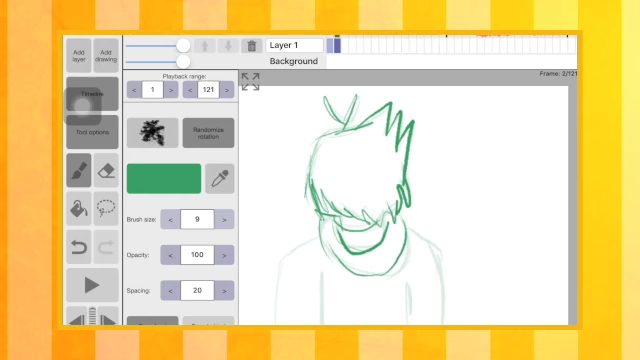 Add layer
Add drawing
Layer 1
Background
Frame: 2/121
Timeline
Playback range:
< 1 > < 121 >
Tool options
Randomize rotation
Brush size: < 9 >
Opacity: < 100 >
Spacing: < 20 >